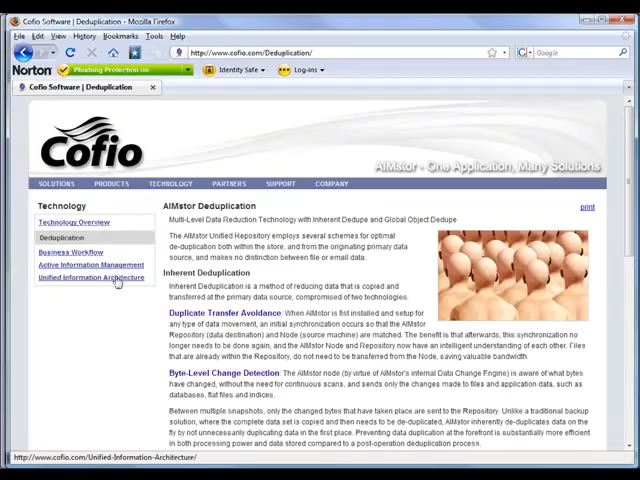 Cofio Software | Deduplication - Mozilla Firefox
File Edit View History Bookmarks Tools Help
http://www.cofio.com/Deduplication/
Google
Norton Phishing Protection on Identity Safe Log-ins
Cofio Software | Deduplication
Cofio
AIMstor - One Application, Many Solutions
SOLUTIONS PRODUCTS TECHNOLOGY PARTNERS SUPPORT COMPANY
Technology
Technology Overview
Deduplication
Business Workflow
Active Information Management
Unified Information Architecture
AIMstor Deduplication
print
Multi-Level Data Reduction Technology with Inherent Dedupe and Global Object Dedupe
The AIMstor Unified Repository employs several schemes for optimal
de-duplication both within the store, and from the originating primary data
source, and makes no distinction between file or email data.
Inherent Deduplication
Inherent Deduplication is a method of reducing data that is copied and
transferred at the primary data source, compromised of two technologies.
Duplicate Transfer Avoidance: When AIMstor is fist installed and setup for
any type of data movement, an initial synchronization occurs so that the AIMstor
Repository (data destination) and Node (source machine) are matched. The benefit is that afterwards, this synchronization no
longer needs to be done again, and the AIMstor Node and Repository now have an intelligent understanding of each other. Files
that are already within the Repository, do not need to be transferred from the Node, saving valuable bandwidth.
Byte-Level Change Detection: The AIMstor node (by virtue of AIMstor's internal Data Change Engine) is aware of what bytes
have changed, without the need for continuous scans, and sends only the changes made to files and application data, such as
databases, flat files and indices.
Between multiple snapshots, only the changed bytes that have taken place are sent to the Repository. Unlike a traditional backup
solution, where the complete data set is copied and then needs to be de-duplicated, AIMstor inherently de-duplicates data on the
fly by not unnecessarily duplicating data in the first place. Preventing data duplication at the forefront is substantially more efficient
in both processing power and data stored compared to a post-operation deduplication process.
http://www.cofio.com/Unified-Information-Architecture/